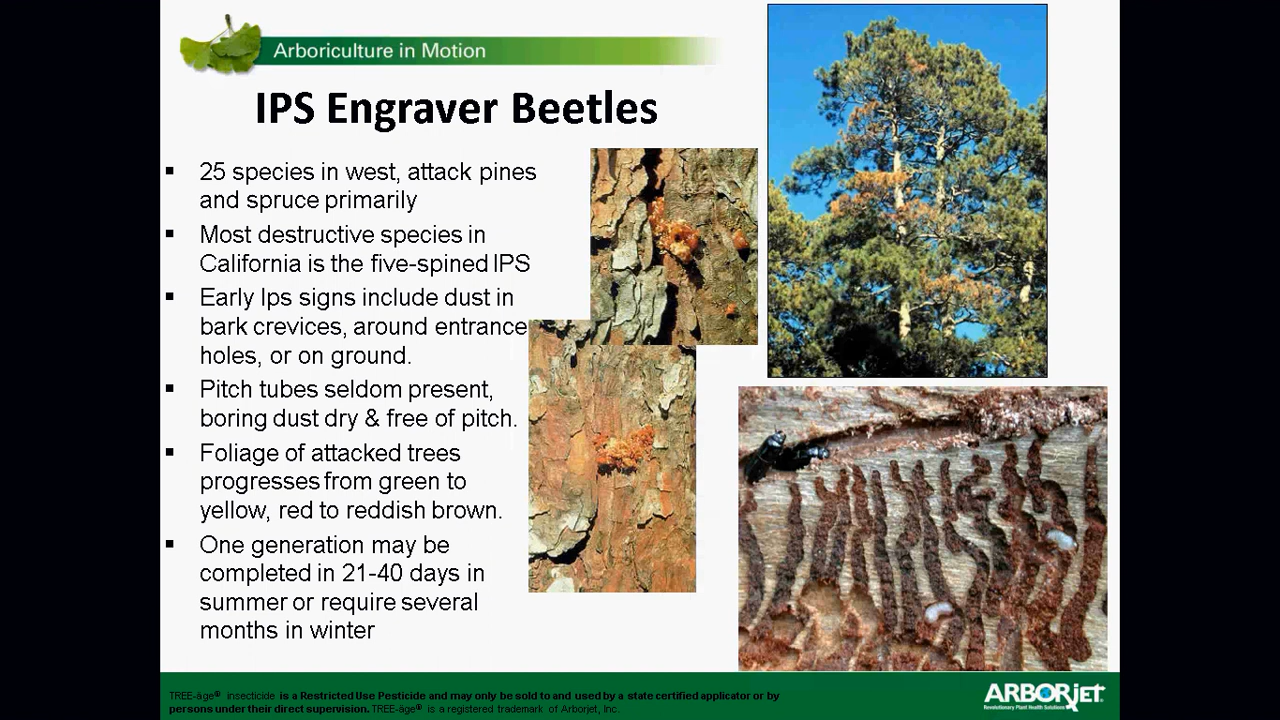 Arboriculture in Motion
IPS Engraver Beetles
▪ 25 species in west, attack pines
and spruce primarily
▪ Most destructive species in
California is the five-spined IPS
▪ Early Ips signs include dust in
bark crevices, around entrance
holes, or on ground.
▪ Pitch tubes seldom present,
boring dust dry & free of pitch.
▪ Foliage of attacked trees
progresses from green to
yellow, red to reddish brown.
▪ One generation may be
completed in 21-40 days in
summer or require several
months in winter
TREE-äge® insecticide is a Restricted Use Pesticide and may only be sold to and used by a state certified applicator or by
persons under their direct supervision. TREE-äge® is a registered trademark of Arborjet, Inc.
ARBORjet
Revolutionary Plant Health Solutions